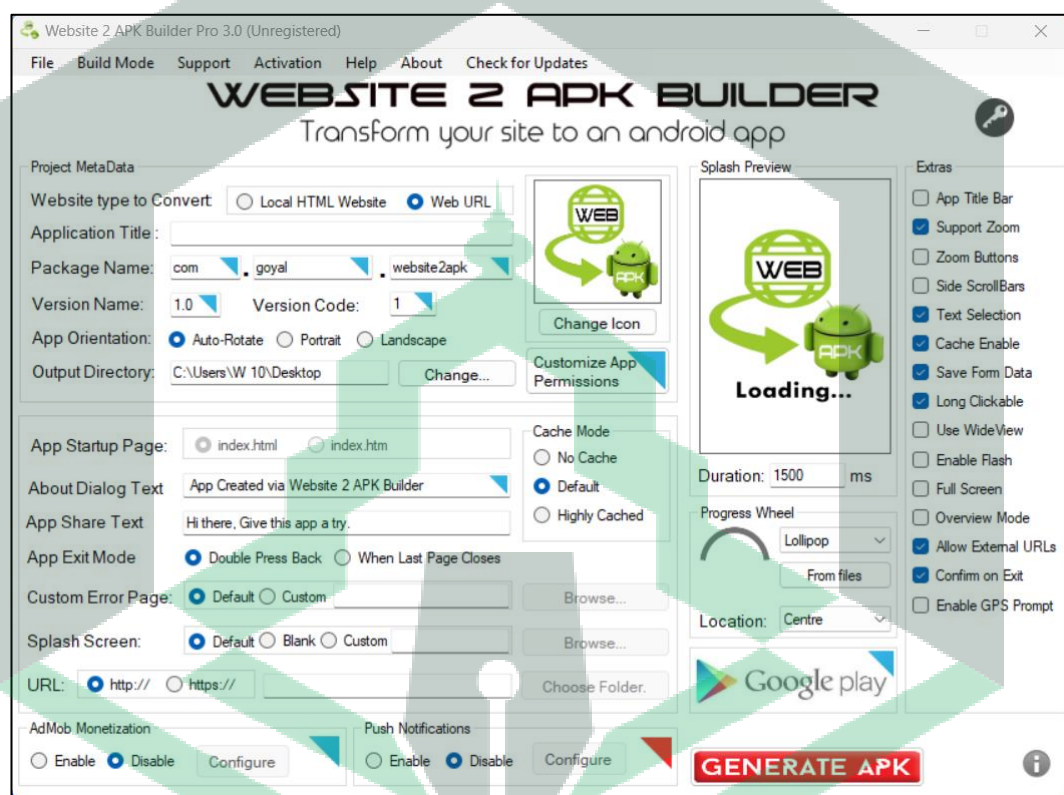 Website 2 APK Builder Pro 3.0 (Unregistered)
File Build Mode Support Activation Help About Check for Updates
WEBSITE 2 APK BUILDER
Transform your site to an android app
Project MetaData
Website type to Convert: Local HTML Website Web URL
Application Title :
Package Name: com . goyal . website2apk
Version Name: 1.0 Version Code: 1
App Orientation: Auto-Rotate Portrait Landscape
Output Directory: C:\Users\W 10\Desktop Change...
WEB
APK
Change Icon
Customize App
Permissions
App Startup Page: index.html index.htm
About Dialog Text App Created via Website 2 APK Builder
App Share Text Hi there, Give this app a try.
App Exit Mode Double Press Back When Last Page Closes
Custom Error Page: Default Custom Browse...
Splash Screen: Default Blank Custom Browse...
URL: http:// https:// Choose Folder.
Cache Mode
No Cache
Default
Highly Cached
AdMob Monetization
Enable Disable Configure
Push Notifications
Enable Disable Configure
Splash Preview
WEB
APK
Loading...
Duration: 1500 ms
Progress Wheel
Lollipop
From files
Location: Centre
Google play
GENERATE APK
Extras
App Title Bar
Support Zoom
Zoom Buttons
Side ScrollBars
Text Selection
Cache Enable
Save Form Data
Long Clickable
Use WideView
Enable Flash
Full Screen
Overview Mode
Allow External URLs
Confirm on Exit
Enable GPS Prompt